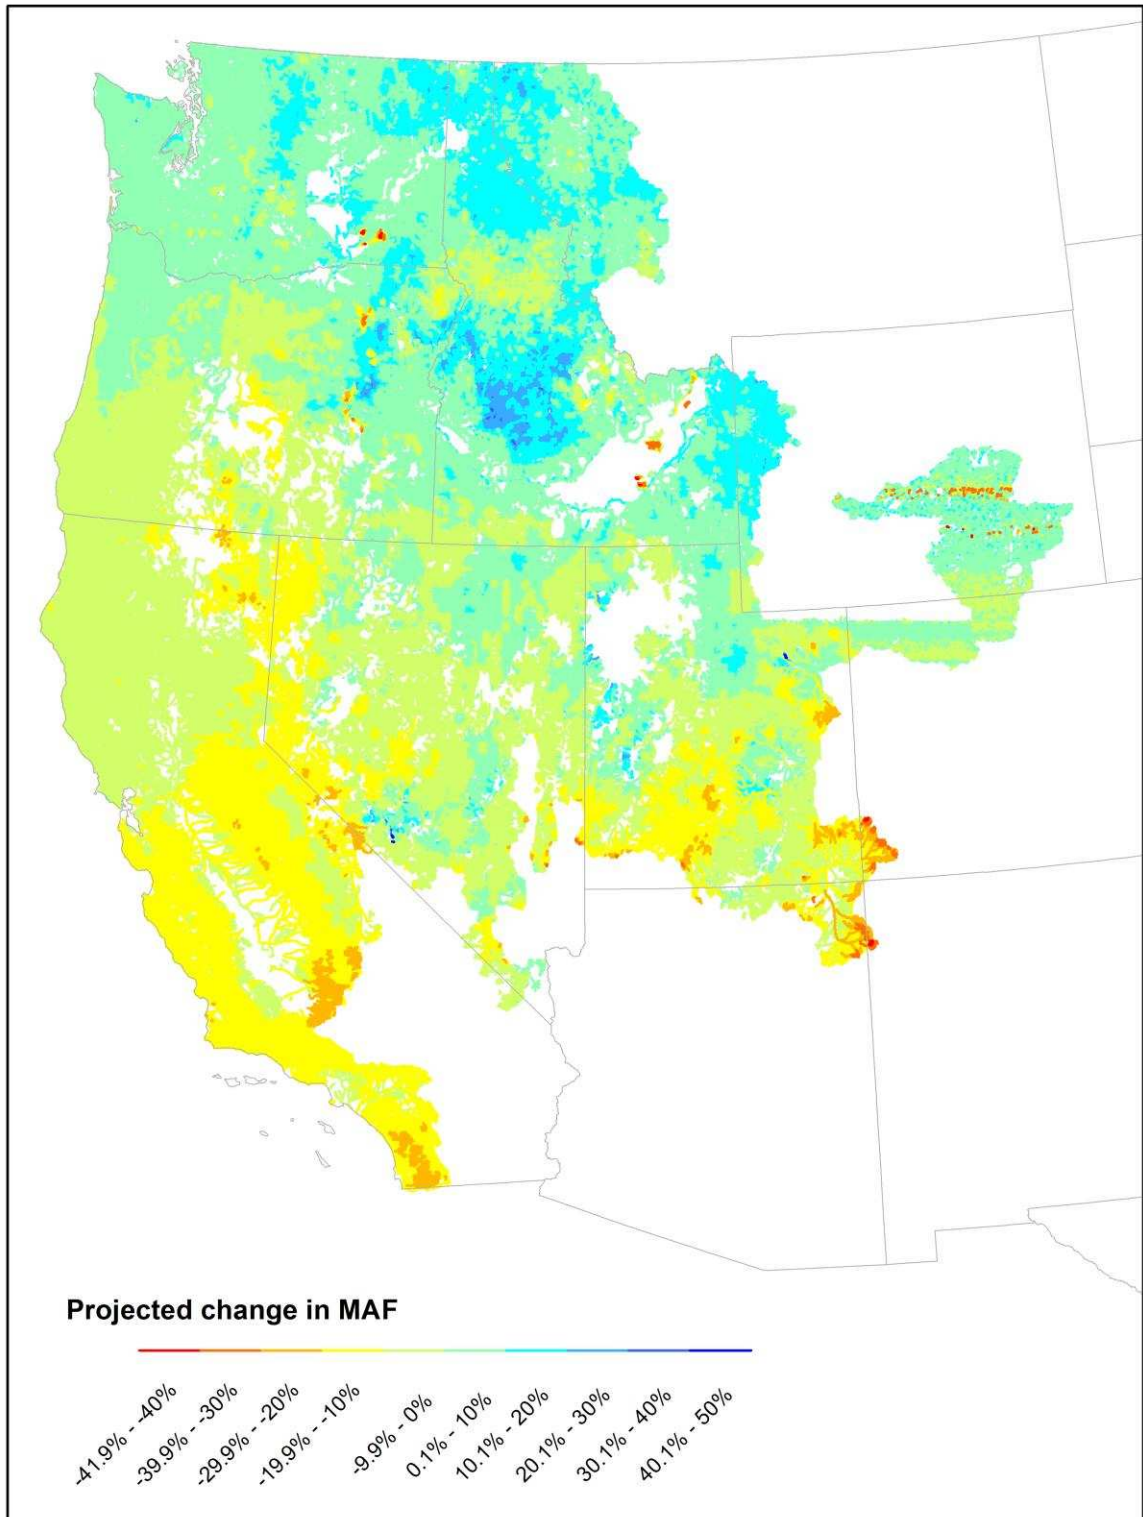 Projected change in MAF
-41.9% - -40%
-39.9% - -30%
-29.9% - -20%
-19.9% - -10%
-9.9% - 0%
0.1% - 10%
10.1% - 20%
20.1% - 30%
30.1% - 40%
40.1% - 50%